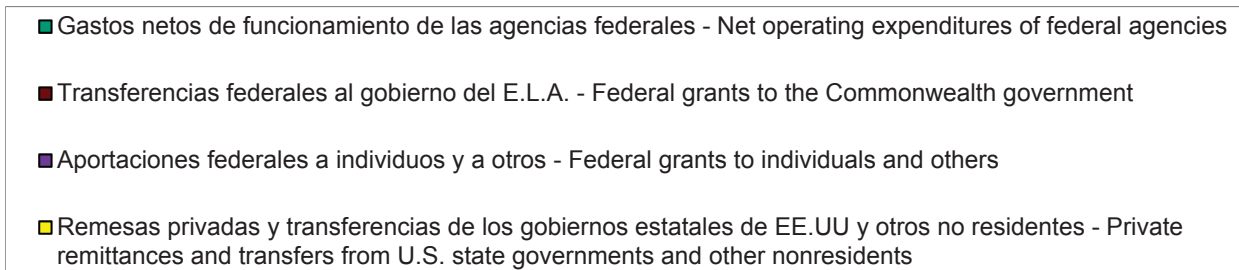 Gastos netos de funcionamiento de las agencias federales - Net operating expenditures of federal agencies
Transferencias federales al gobierno del E.L.A. - Federal grants to the Commonwealth government
Aportaciones federales a individuos y a otros - Federal grants to individuals and others
Remesas privadas y transferencias de los gobiernos estatales de EE.UU y otros no residentes - Private
remittances and transfers from U.S. state governments and other nonresidents